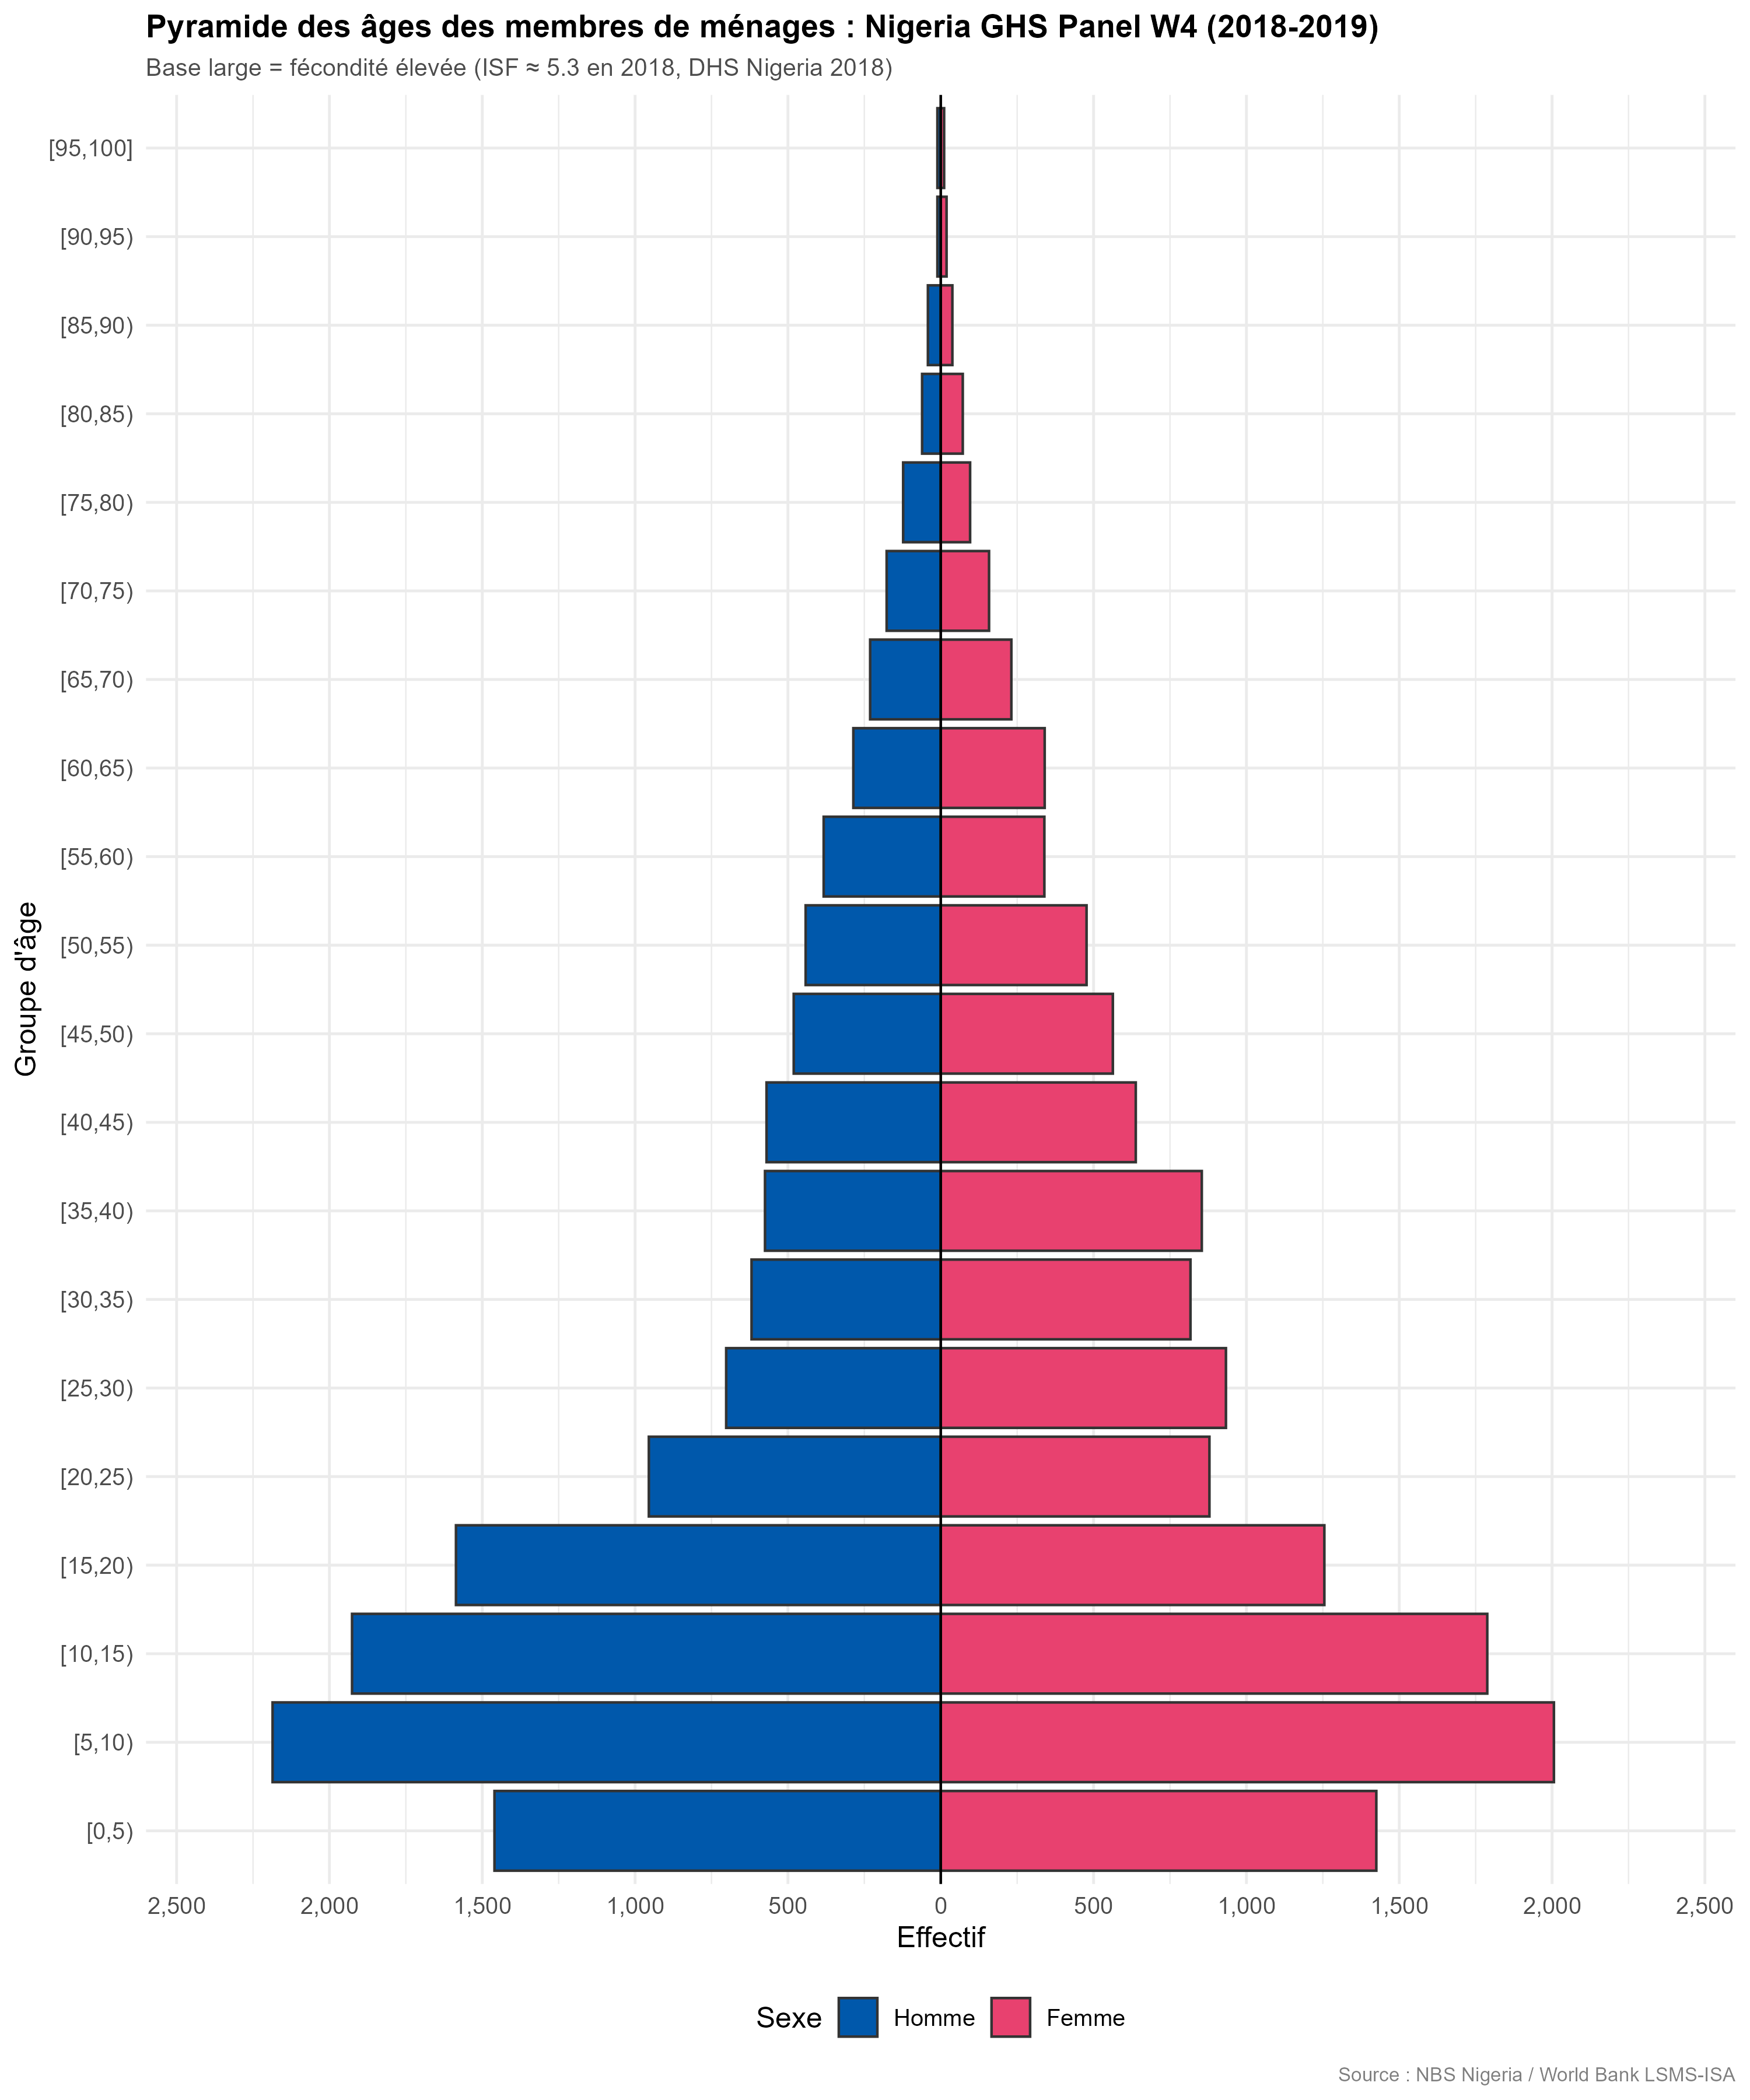 Pyramide des âges des membres de ménages : Nigeria GHS Panel W4 (2018-2019)
Base large = fécondité élevée (ISF ≈ 5.3 en 2018, DHS Nigeria 2018)
Groupe d'âge
[95,100]
[90,95)
[85,90)
[80,85)
[75,80)
[70,75)
[65,70)
[60,65)
[55,60)
[50,55)
[45,50)
[40,45)
[35,40)
[30,35)
[25,30)
[20,25)
[15,20)
[10,15)
[5,10)
[0,5)
2,500 2,000 1,500 1,000 500 0 500 1,000 1,500 2,000 2,500
Effectif
Sexe Homme Femme
Source : NBS Nigeria / World Bank LSMS-ISA